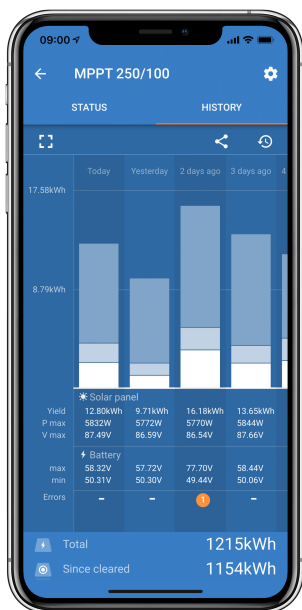 09:00
MPPT 250/100
STATUS HISTORY
Today Yesterday 2 days ago 3 days ago 4
17.58kWh
8.79kWh
Solar panel
Yield 12.80kWh 9.71kWh 16.18kWh 13.65kWh
P max 5832W 5772W 5770W 5844W
V max 87.49V 86.59V 86.54V 87.66V
Battery
max 58.32V 57.72V 77.70V 58.44V
min 50.31V 50.30V 49.44V 50.06V
Errors – – 1 –
Total 1215kWh
Since cleared 1154kWh